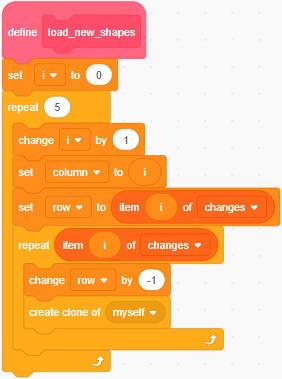 define load_new_shapes
set i to 0
repeat 5
change i by 1
set column to i
set row to item i of changes
repeat item i of changes
change row by -1
create clone of myself